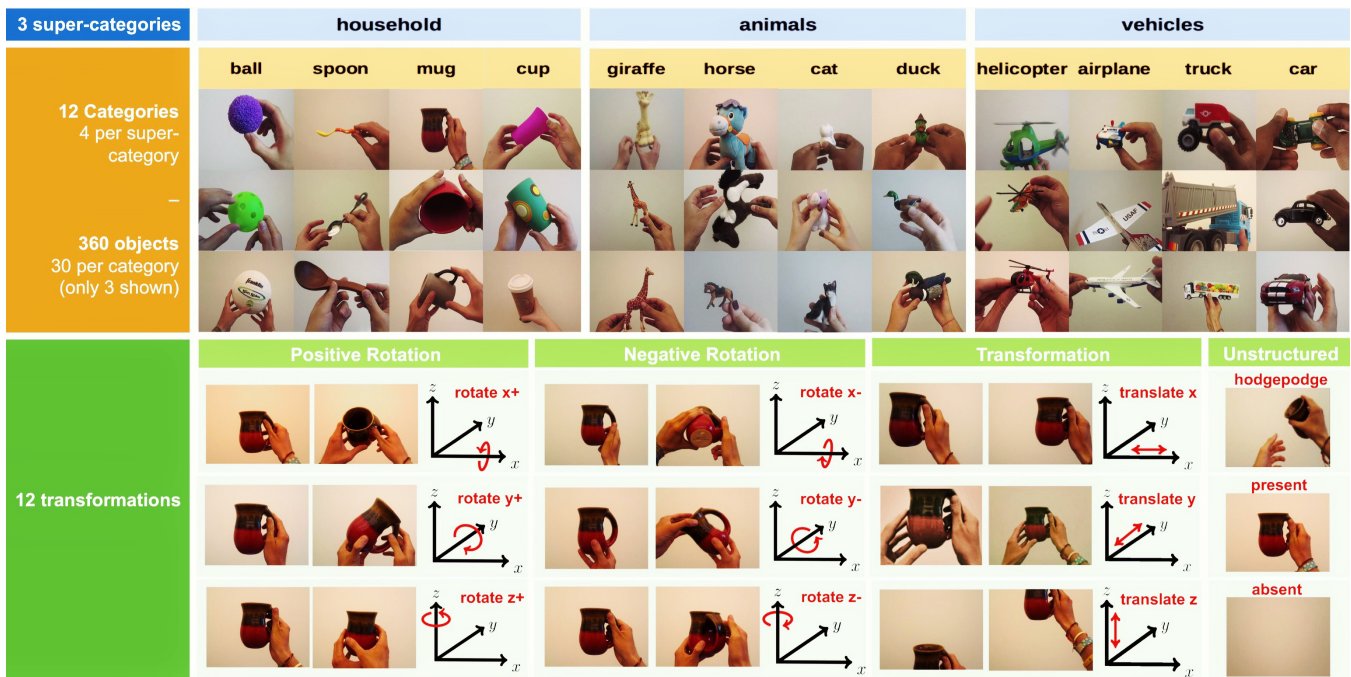 3 super-categories
household
animals
vehicles
12 Categories
4 per super-
category
–
360 objects
30 per category
(only 3 shown)
ball
spoon
mug
cup
giraffe
horse
cat
duck
helicopter
airplane
truck
car
USAF
franklin
12 transformations
Positive Rotation
Negative Rotation
Transformation
Unstructured
z
rotate x+
y
x
z
rotate x-
y
x
z
translate x
y
x
hodgepodge
z
rotate y+
y
x
z
rotate y-
y
x
z
translate y
y
x
present
z
rotate z+
y
x
z
rotate z-
y
x
z
translate z
y
x
absent